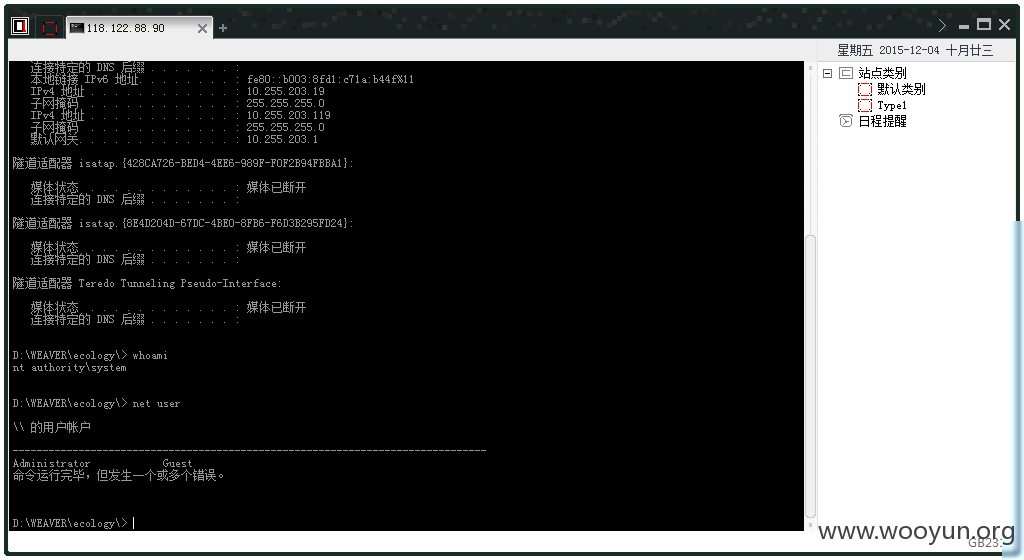 118.122.88.90
星期五 2015-12-04 十月廿三
站点类别
默认类别
Type1
日程提醒
连接特定的 DNS 后缀 . . . . . . . :
本地链接 IPv6 地址. . . . . . . . : fe80::b003:8fd1:c71a:b44f%11
IPv4 地址 . . . . . . . . . . . . : 10.255.203.19
子网掩码 . . . . . . . . . . . . : 255.255.255.0
IPv4 地址 . . . . . . . . . . . . : 10.255.203.119
子网掩码 . . . . . . . . . . . . : 255.255.255.0
默认网关. . . . . . . . . . . . . : 10.255.203.1
隧道适配器 isatap.{428CA726-BED4-4EE6-989F-F0F2B94FBBA1}:
媒体状态 . . . . . . . . . . . . : 媒体已断开
连接特定的 DNS 后缀 . . . . . . . :
隧道适配器 isatap.{8E4D204D-67DC-4BE0-8FB6-F6D3B295FD24}:
媒体状态 . . . . . . . . . . . . : 媒体已断开
连接特定的 DNS 后缀 . . . . . . . :
隧道适配器 Teredo Tunneling Pseudo-Interface:
媒体状态 . . . . . . . . . . . . : 媒体已断开
连接特定的 DNS 后缀 . . . . . . . :
D:\WEAVER\ecology\> whoami
nt authority\system
D:\WEAVER\ecology\> net user
\\ 的用户帐户
-------------------------------------------------------------------------------
Administrator Guest
命令运行完毕，但发生一个或多个错误。
D:\WEAVER\ecology\>
www.wooyun.org